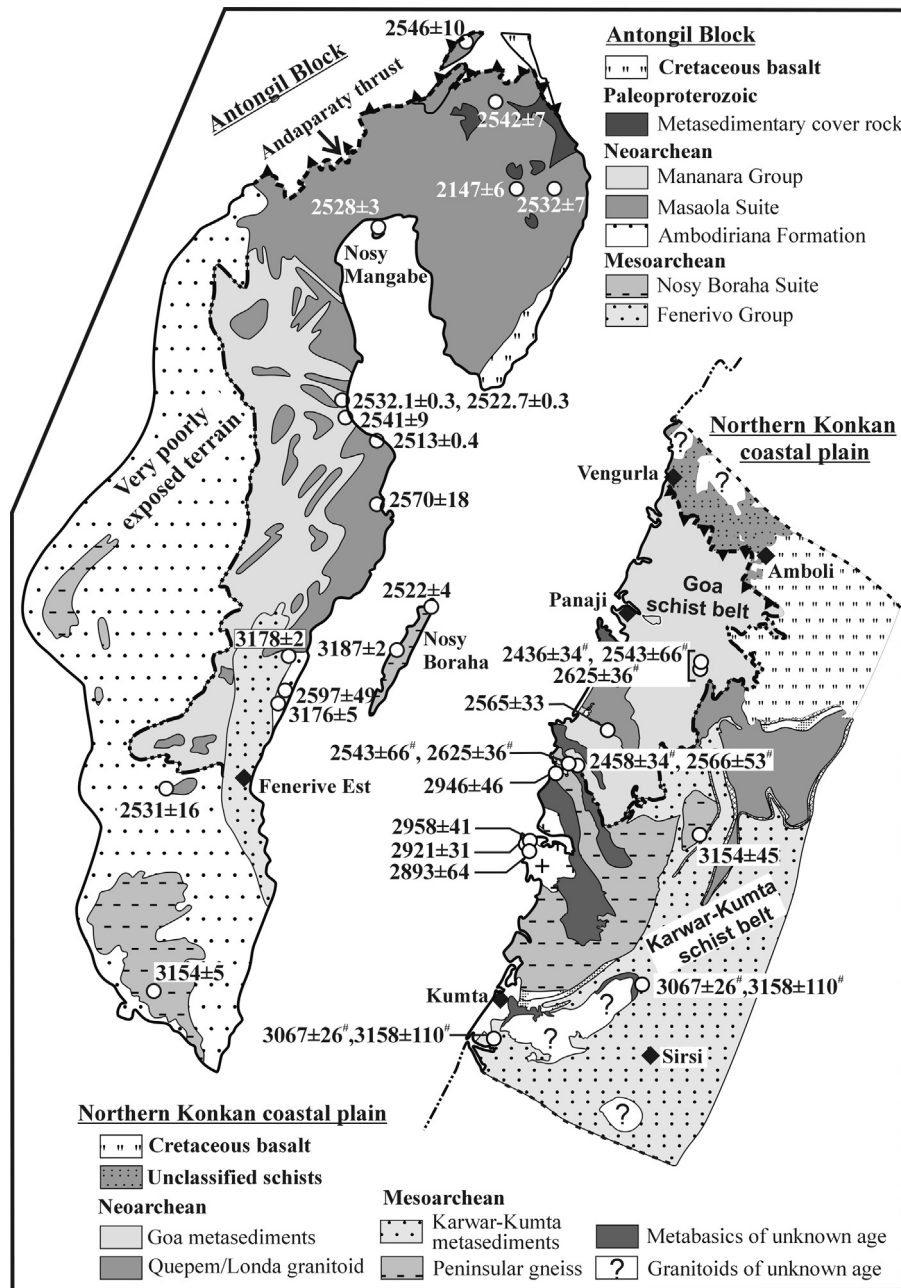 2546±10
Antongil Block
Andaparaty thrust
2542±7
2147±6
2532±7
2528±3
Nosy
Mangabe
Antongil Block
Cretaceous basalt
Paleoproterozoic
Metasedimentary cover rock
Neoarchean
Mananara Group
Masaola Suite
Ambodiriana Formation
Mesoarchean
Nosy Boraha Suite
Fenerivo Group
2532.1±0.3, 2522.7±0.3
2541±9
2513±0.4
2570±18
Very poorly
exposed terrain
2522±4
3178±2
3187±2
Nosy
Boraha
2597±49
3176±5
Fenerive Est
2531±16
3154±5
Northern Konkan
coastal plain
?
Vengurla
?
Amboli
Goa
schist belt
Panaji
2436±34#, 2543±66#
2625±36#
2565±33
2543±66#, 2625±36#
2458±34#, 2566±53#
2946±46
2958±41
2921±31
2893±64
+
3154±45
Karwar-Kumta
schist belt
Kumta
3067±26#,3158±110#
3067±26#,3158±110#
?
?
Sirsi
?
Northern Konkan coastal plain
Cretaceous basalt
Unclassified schists
Neoarchean
Goa metasediments
Quepem/Londa granitoid
Mesoarchean
Karwar-Kumta
metasediments
Peninsular gneiss
Metabasics of unknown age
? Granitoids of unknown age